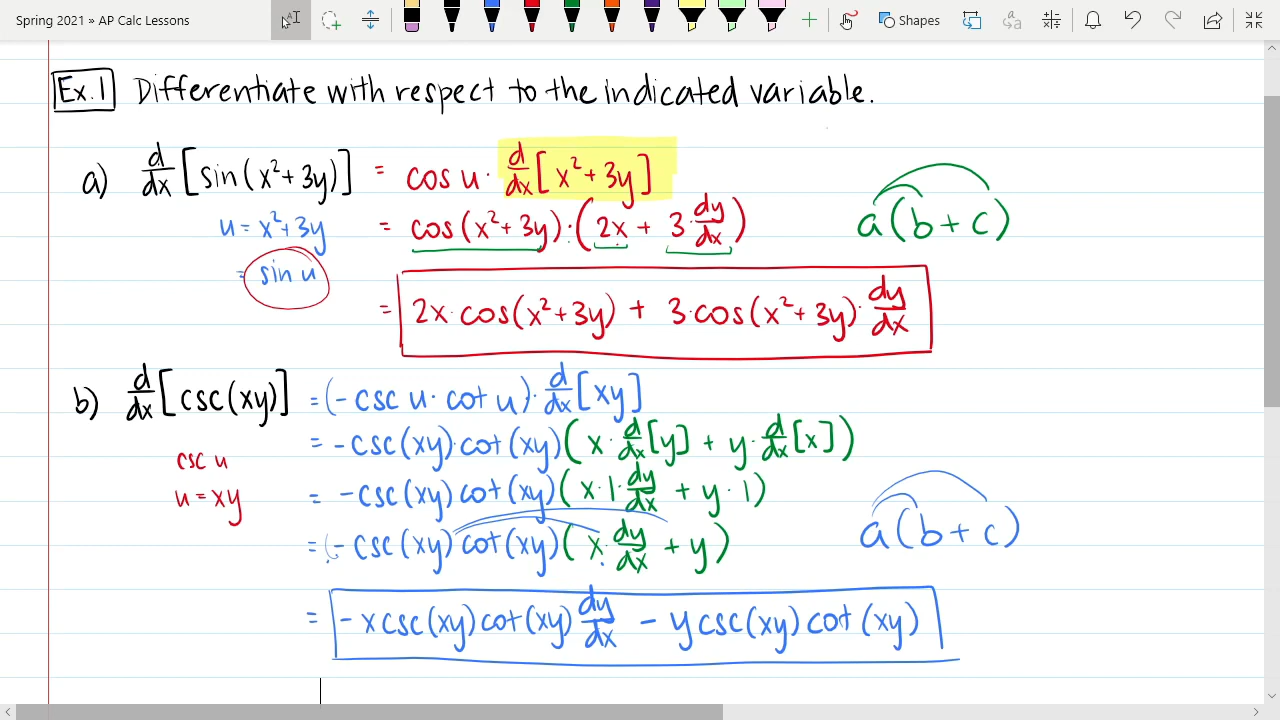 Spring 2021 » AP Calc Lessons
Shapes
Ex. 1 Differentiate with respect to the indicated variable.
a) d/dx [sin(x²+3y)] = cos u · d/dx [x²+3y]
u = x²+3y = cos(x²+3y) · (2x + 3·dy/dx) a(b+c)
= sin u
= 2x·cos(x²+3y) + 3·cos(x²+3y)·dy/dx
b) d/dx [csc(xy)] = (-csc u · cot u) · d/dx [xy]
= -csc(xy)·cot(xy)(x·d/dx[y] + y·d/dx[x])
csc u
u = xy = -csc(xy)cot(xy)(x·1·dy/dx + y·1)
= (-csc(xy)cot(xy)(x·dy/dx + y) a(b+c)
= -x csc(xy)cot(xy) dy/dx - y csc(xy)cot(xy)